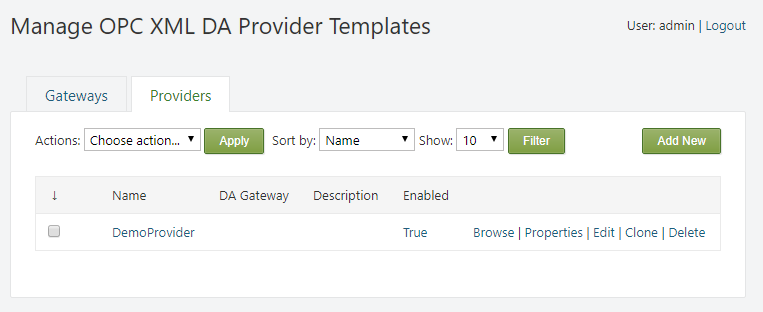 Manage OPC XML DA Provider Templates
User: admin | Logout
Gateways Providers
Actions: Choose action... Apply Sort by: Name Show: 10 Filter Add New
↓ Name DA Gateway Description Enabled
DemoProvider True Browse | Properties | Edit | Clone | Delete